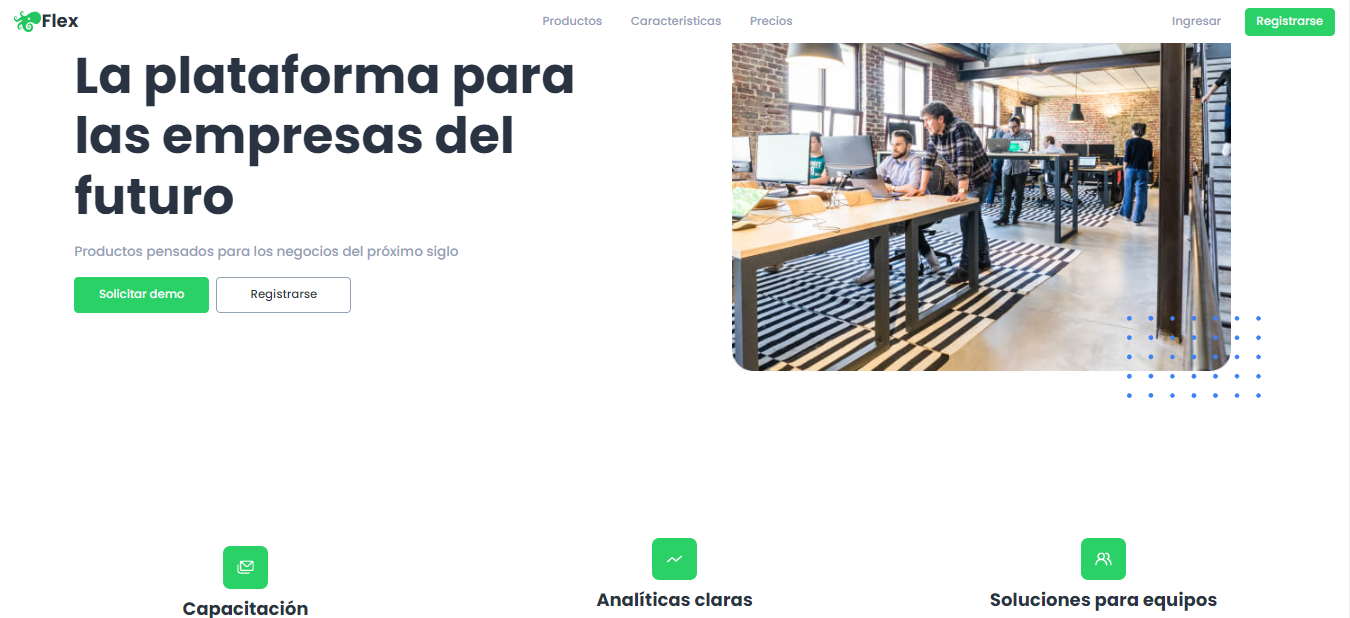 Flex
Productos
Caracteristicas
Precios
Ingresar
Registrarse
La plataforma para
las empresas del
futuro
Productos pensados para los negocios del próximo siglo
Solicitar demo
Registrarse
Capacitación
Analíticas claras
Soluciones para equipos